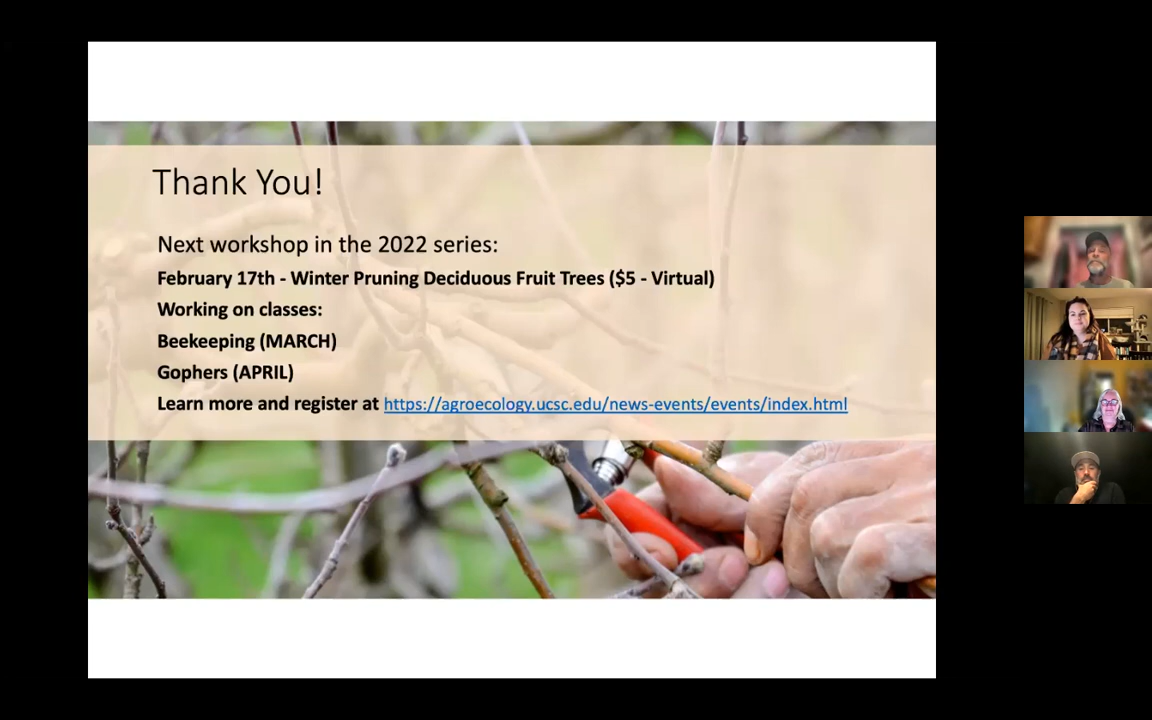 Thank You!
Next workshop in the 2022 series:
February 17th - Winter Pruning Deciduous Fruit Trees ($5 - Virtual)
Working on classes:
Beekeeping (MARCH)
Gophers (APRIL)
Learn more and register at https://agroecology.ucsc.edu/news-events/events/index.html